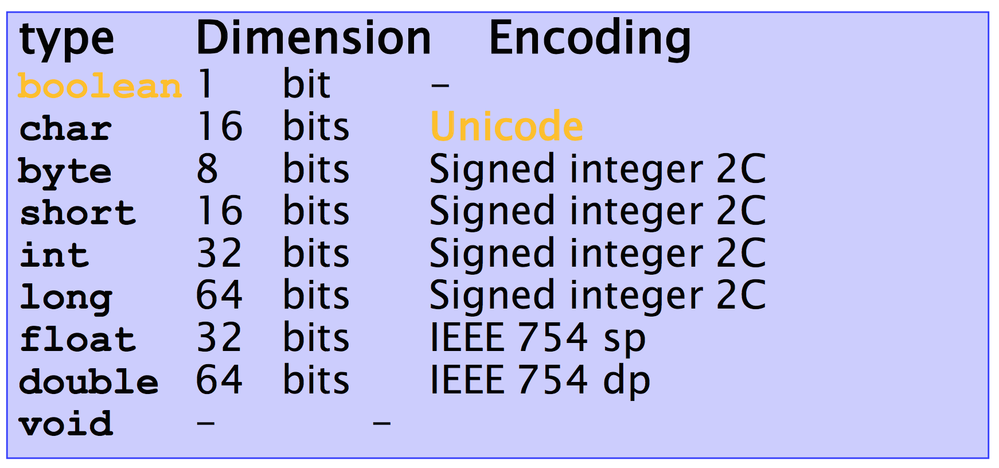 type Dimension Encoding
boolean 1 bit -
char 16 bits Unicode
byte 8 bits Signed integer 2C
short 16 bits Signed integer 2C
int 32 bits Signed integer 2C
long 64 bits Signed integer 2C
float 32 bits IEEE 754 sp
double 64 bits IEEE 754 dp
void - -